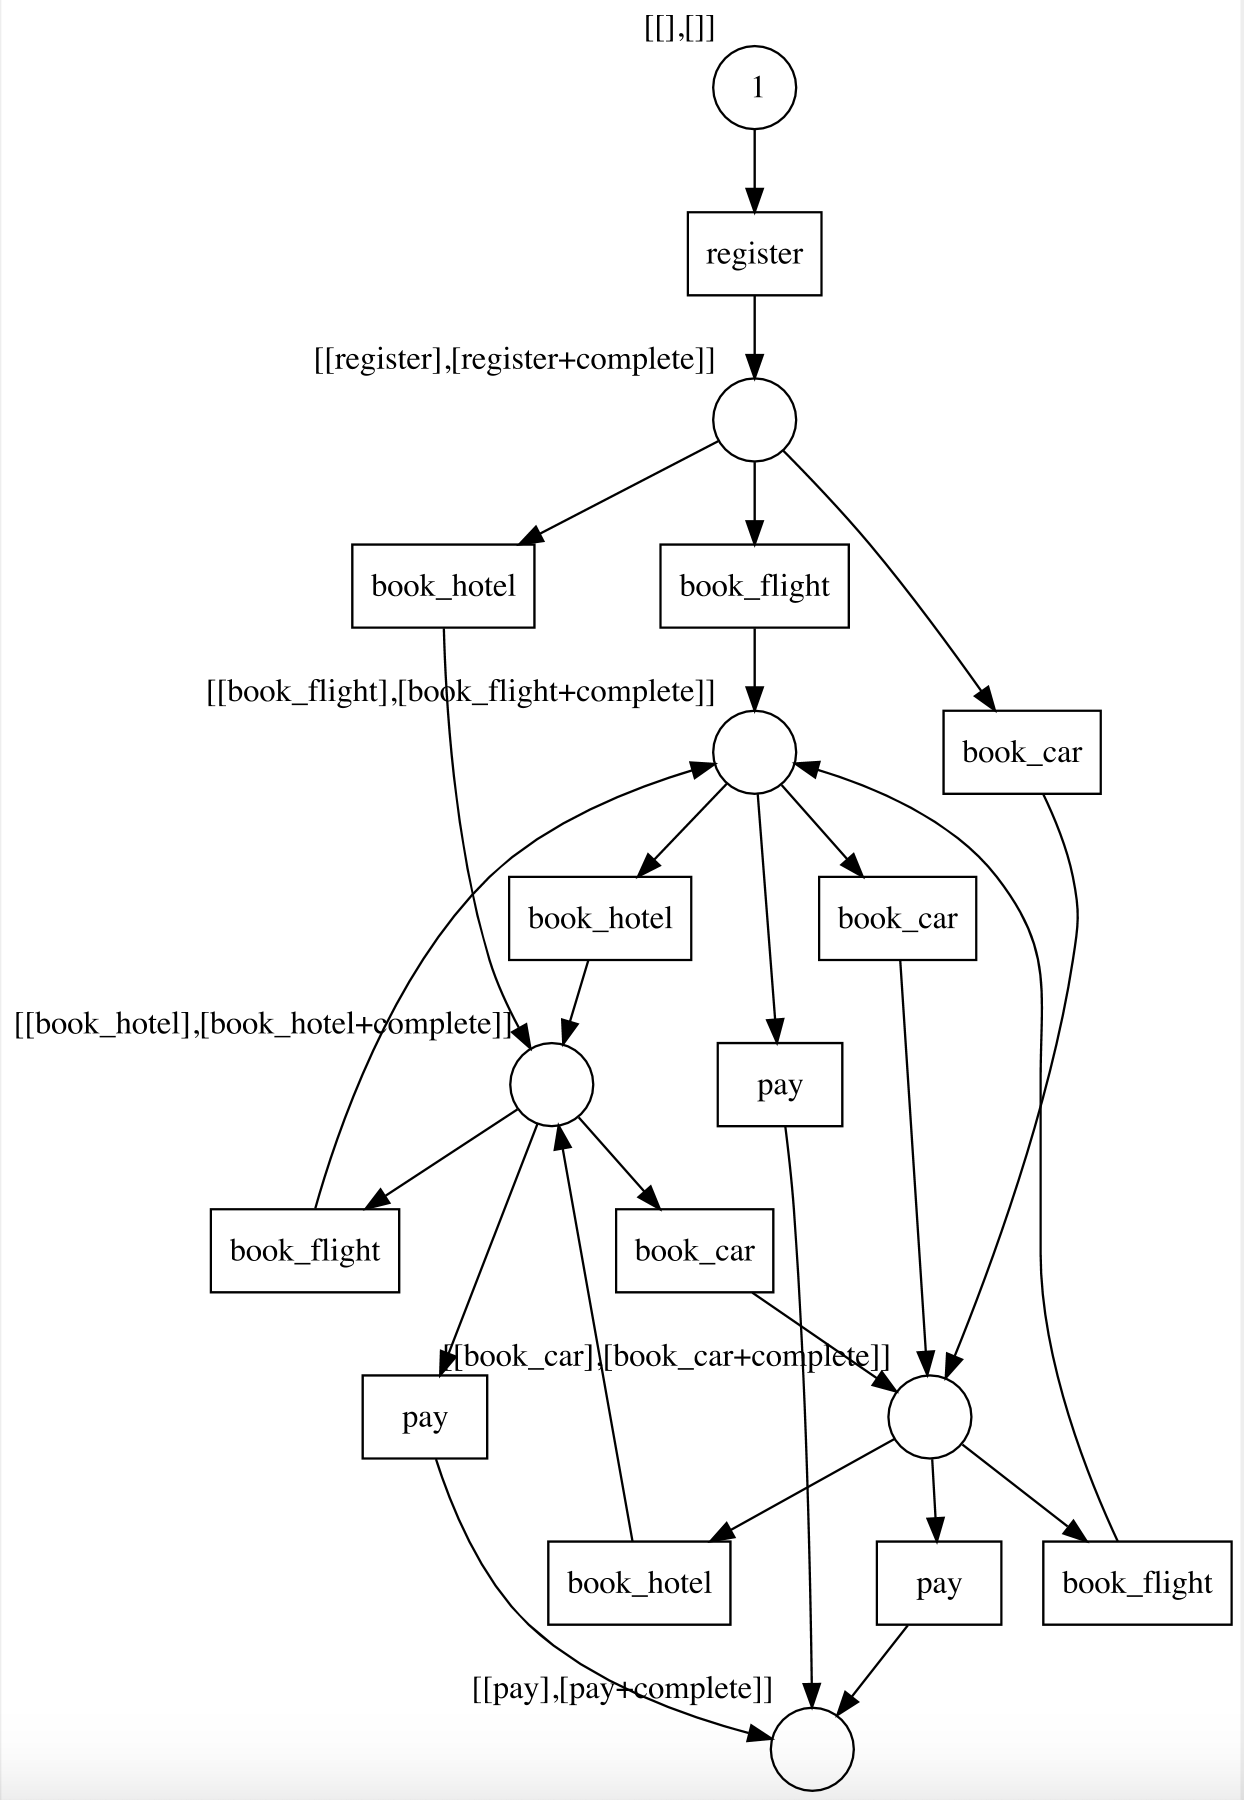 [[],[]]
1
register
[[register],[register+complete]]
book_hotel
book_flight
[[book_flight],[book_flight+complete]]
book_car
book_hotel
book_car
[[book_hotel],[book_hotel+complete]]
pay
book_flight
book_car
[[book_car],[book_car+complete]]
pay
book_hotel
pay
book_flight
[[pay],[pay+complete]]